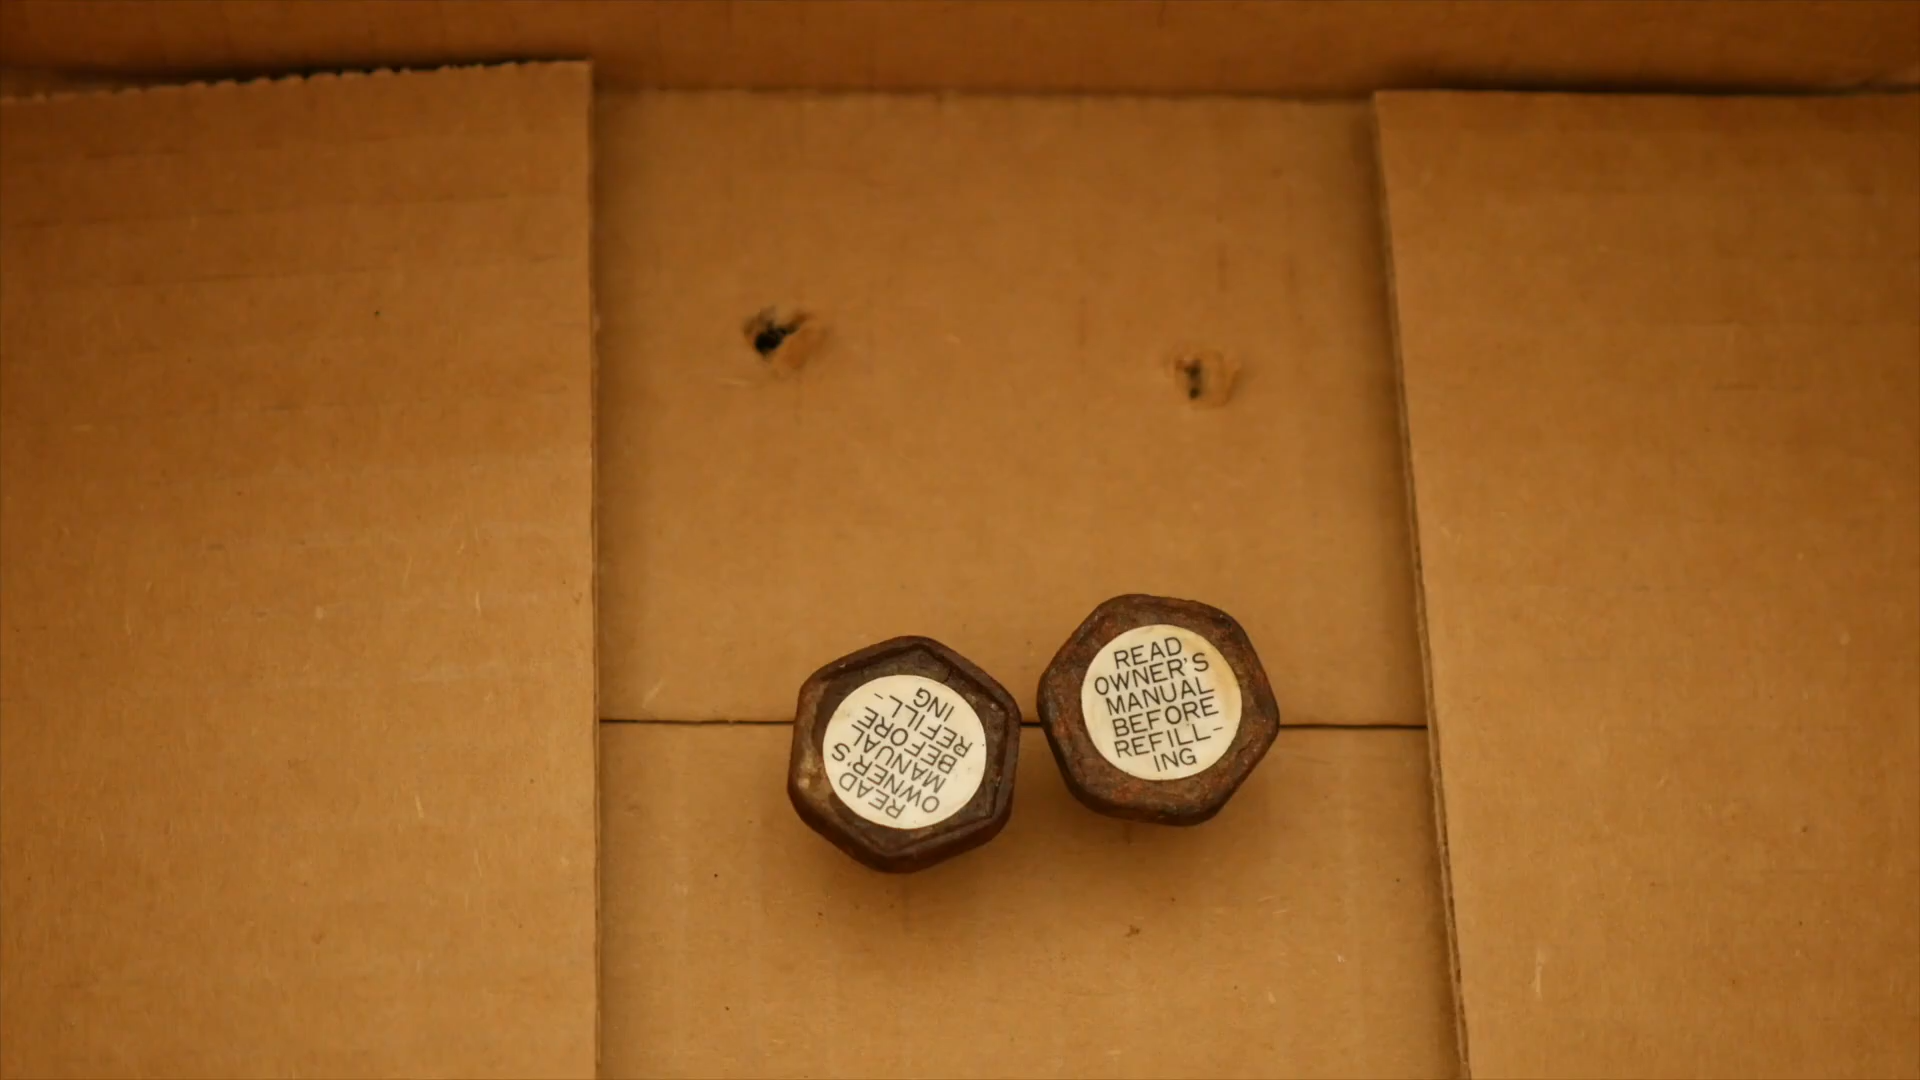 READ
OWNER'S
MANUAL
BEFORE
REFILL-
ING
READ
OWNER'S
MANUAL
BEFORE
REFILL-
ING